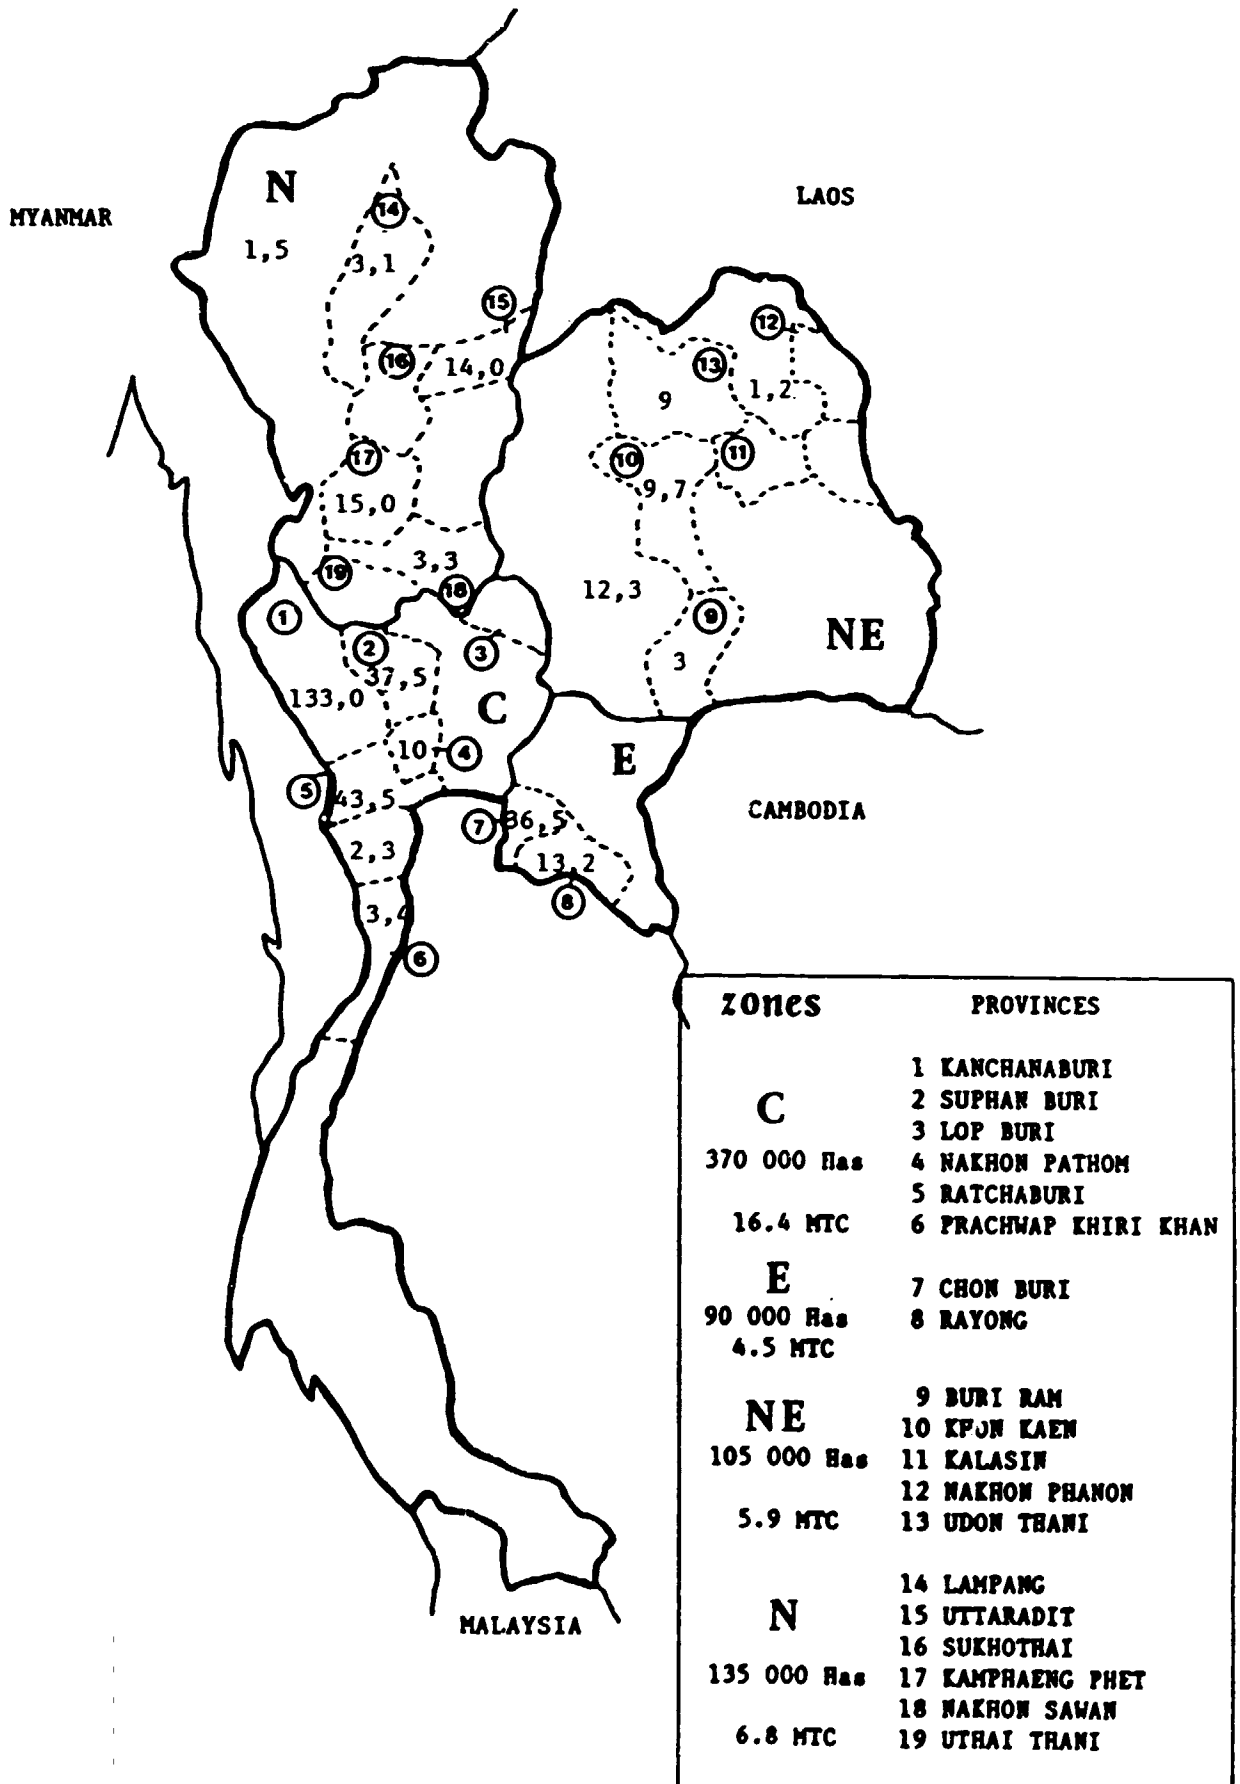 N
MYANMAR
LAOS
14
1,5
3,1
15
12
16
14,0
13
9
1,2
17
10
11
9,7
15,0
3,3
19
18
12,3
1
9
NE
2
3
3
37,5
133,0
C
10
4
E
5
43,5
CAMBODIA
7
36,5
2,3
13,2
8
3,4
6
zones
PROVINCES
1 KANCHANABURI
C
2 SUPHAN BURI
3 LOP BURI
370 000 Has
4 NAKHON PATHOM
5 RATCHABURI
16.4 MTC
6 PRACHWAP KHIRI KHAN
E
7 CHON BURI
90 000 Has
8 RAYONG
4.5 MTC
9 BURI RAM
NE
10 KHON KAEN
105 000 Has
11 KALASIN
12 NAKHON PHANON
5.9 MTC
13 UDON THANI
14 LAMPANG
N
15 UTTARADIT
16 SUKHOTHAI
135 000 Has
17 KAMPHAENG PHET
18 NAKHON SAWAN
6.8 MTC
19 UTHAI THANI
MALAYSIA